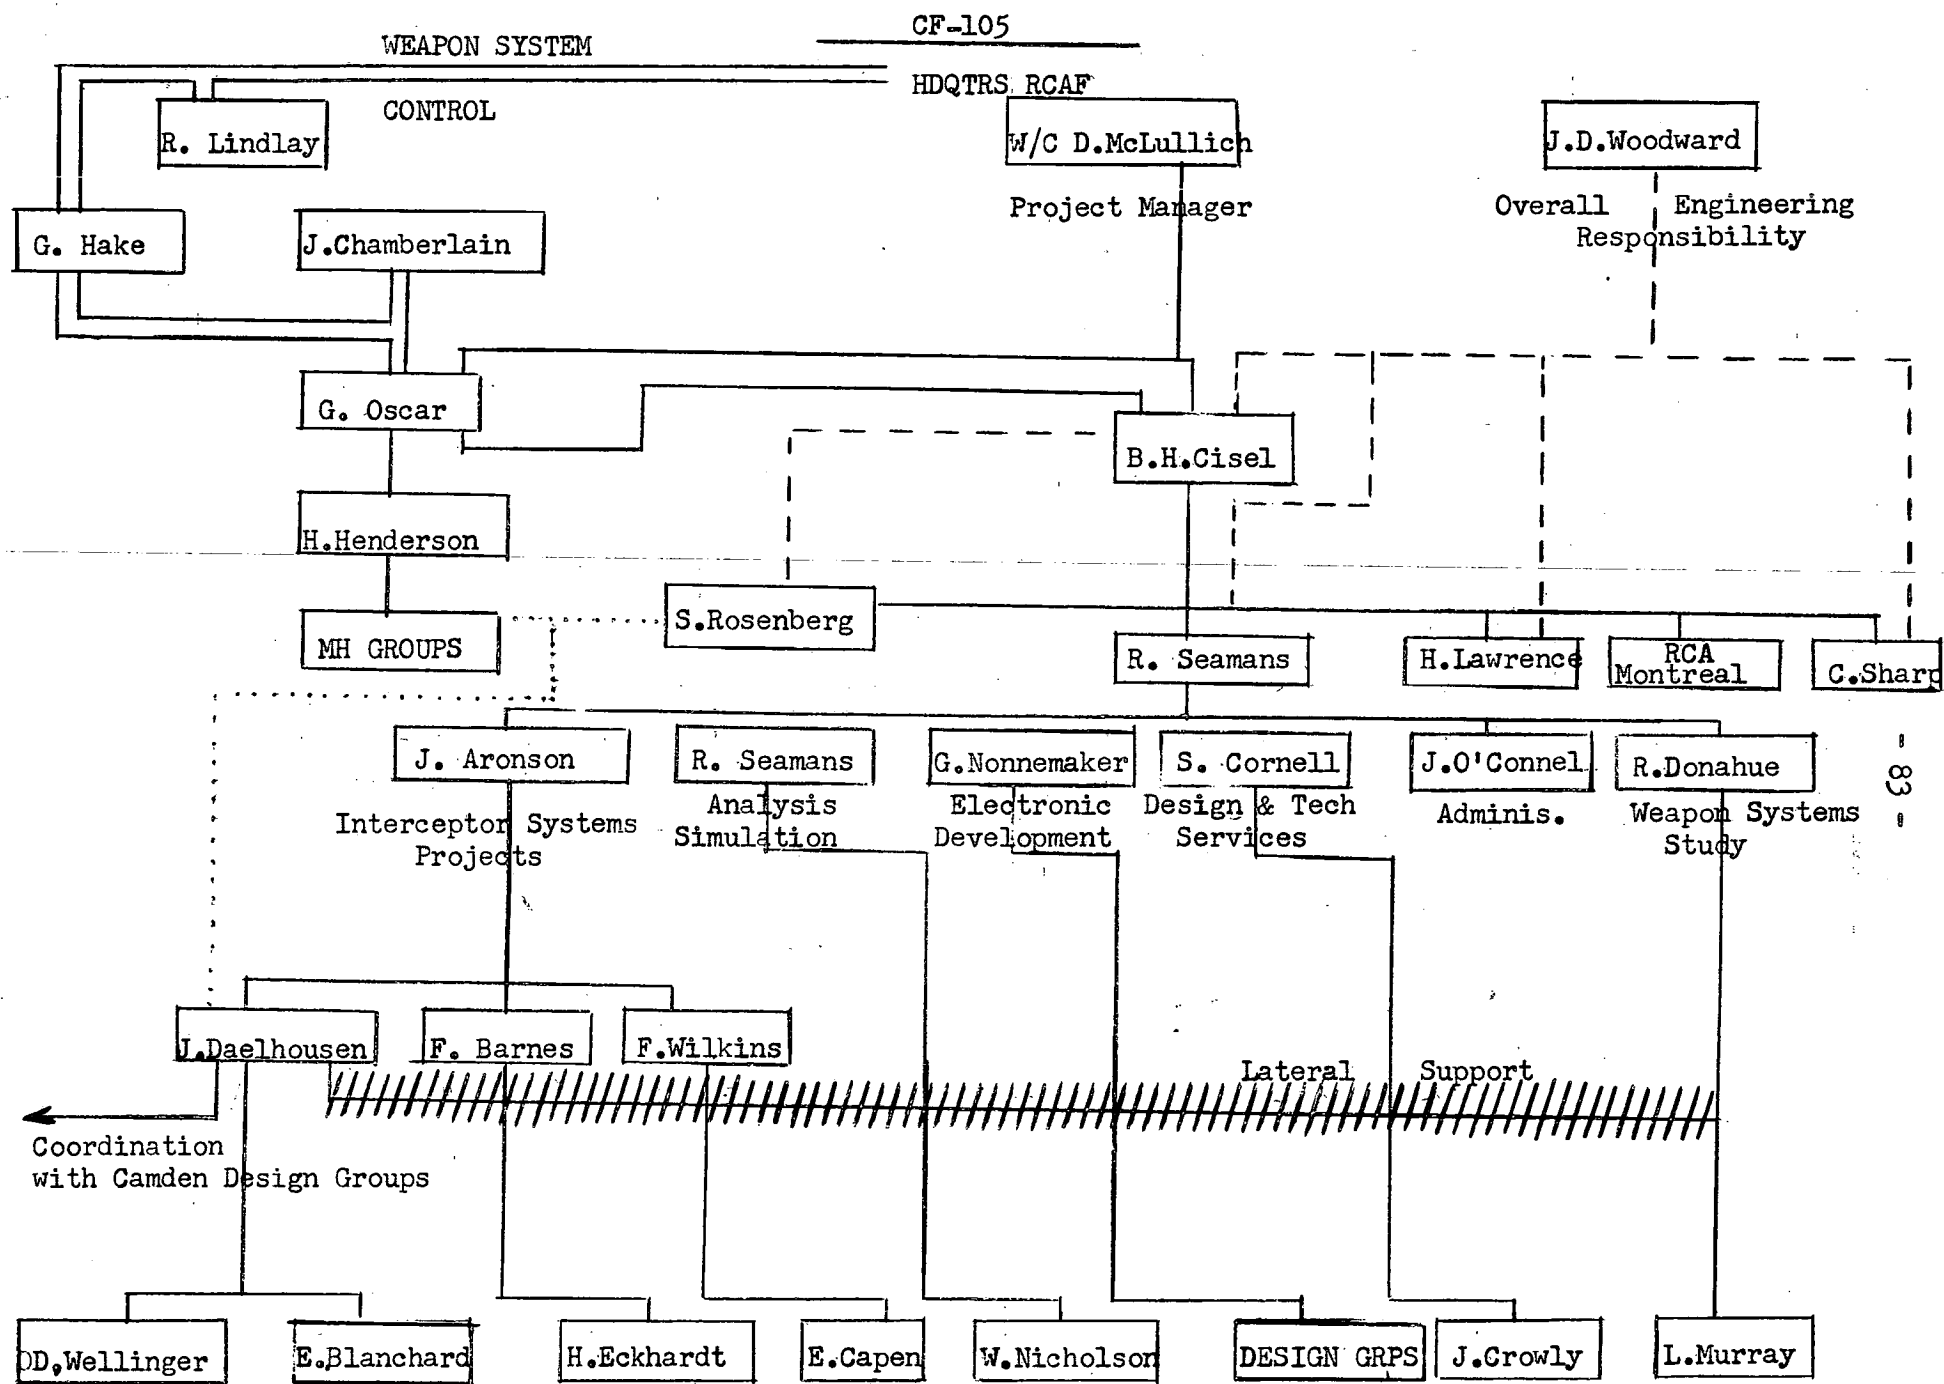 CF-105
WEAPON SYSTEM
HDQTRS RCAF
CONTROL
R. Lindlay
W/C D.McLullich
J.D.Woodward
Project Manager
Overall Engineering
Responsibility
G. Hake
J.Chamberlain
G. Oscar
B.H.Cisel
H.Henderson
S.Rosenberg
MH GROUPS
R. Seamans
H.Lawrence
RCA
Montreal
C.Sharp
J. Aronson
R. Seamans
G.Nonnemaker
S. Cornell
J.O'Connel
R.Donahue
- 83 -
Interceptor Systems
Projects
Analysis
Simulation
Electronic
Development
Design & Tech
Services
Adminis.
Weapon Systems
Study
J.Daelhousen
F. Barnes
F.Wilkins
Lateral Support
Coordination
with Camden Design Groups
D.Wellinger
E.Blanchard
H.Eckhardt
E.Capen
W.Nicholson
DESIGN GRPS
J.Crowly
L.Murray